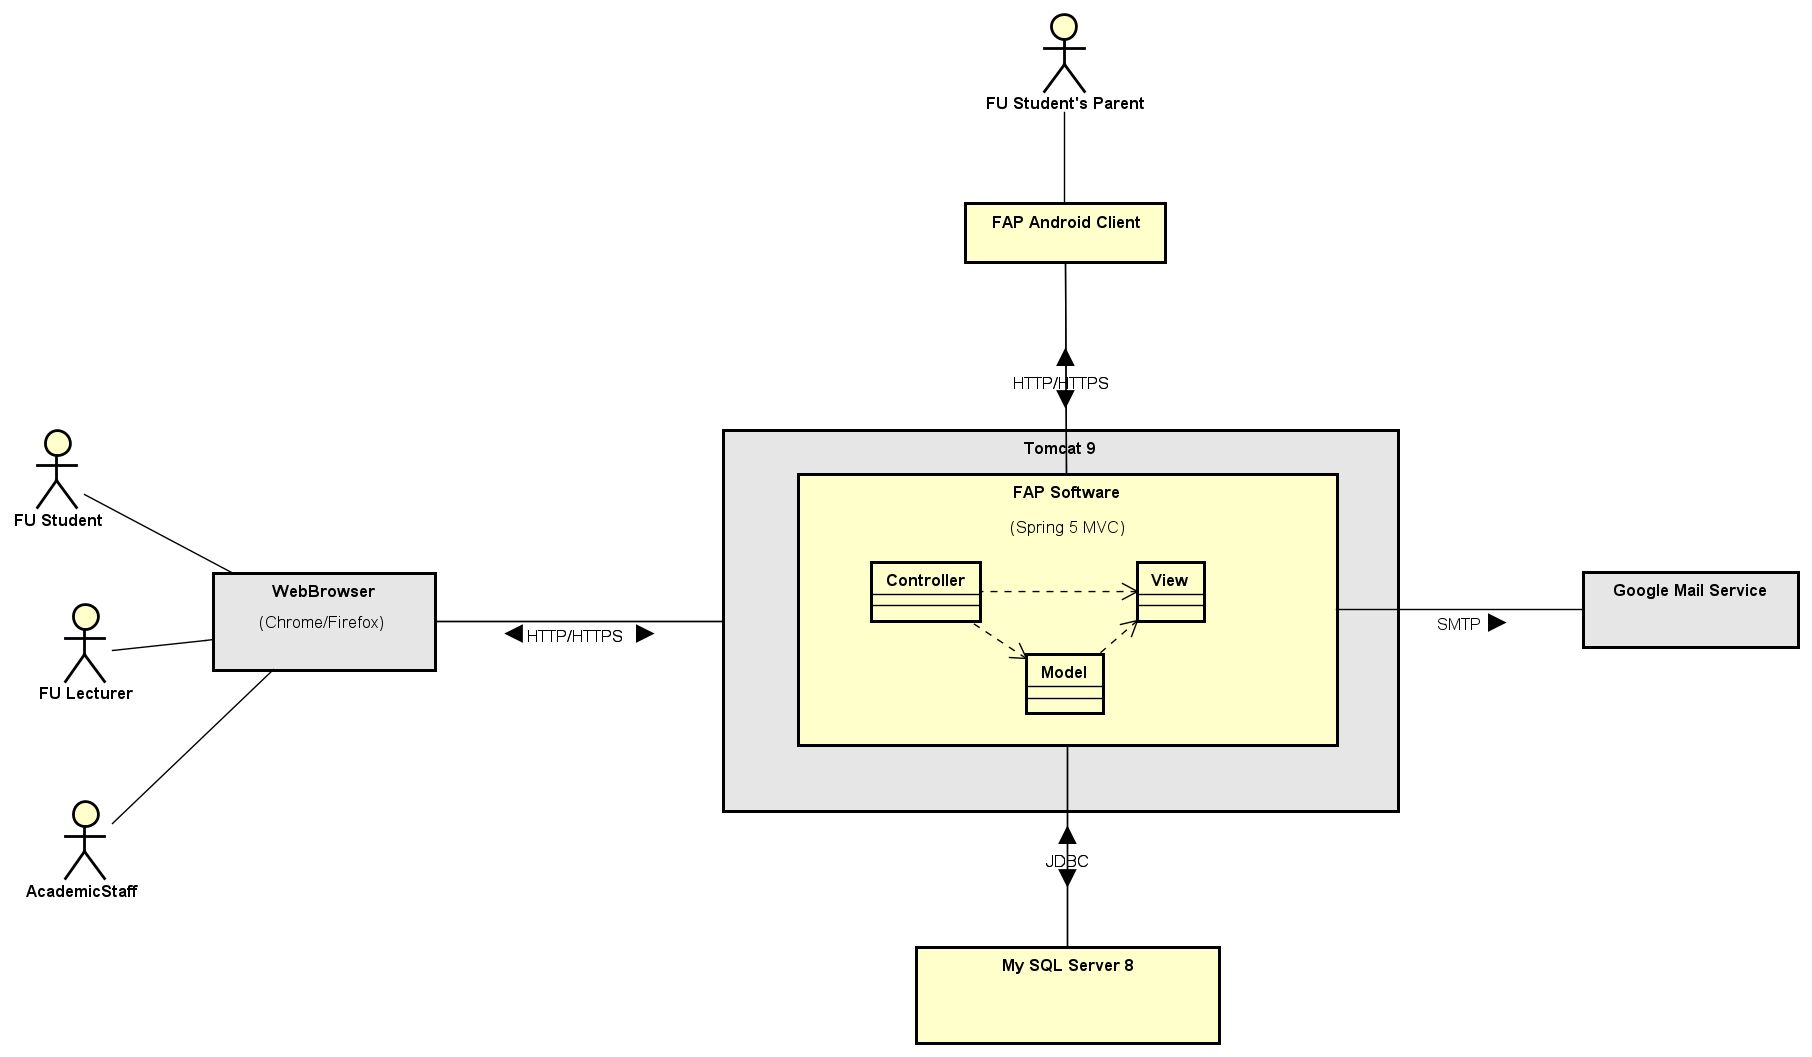 FU Student's Parent
FAP Android Client
HTTP/HTTPS
Tomcat 9
FAP Software
(Spring 5 MVC)
Controller
View
Model
FU Student
FU Lecturer
AcademicStaff
WebBrowser
(Chrome/Firefox)
HTTP/HTTPS
SMTP
Google Mail Service
JDBC
My SQL Server 8